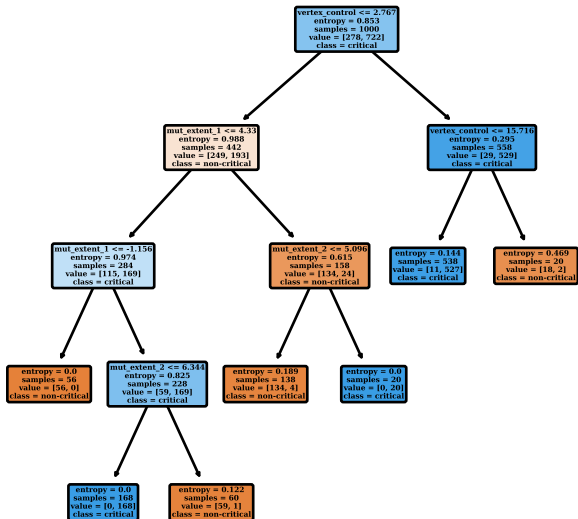 vertex_control <= 2.767
entropy = 0.853
samples = 1000
value = [278, 722]
class = critical
mut_extent_1 <= 4.33
entropy = 0.988
samples = 442
value = [249, 193]
class = non-critical
vertex_control <= 15.716
entropy = 0.295
samples = 558
value = [29, 529]
class = critical
mut_extent_1 <= -1.156
entropy = 0.974
samples = 284
value = [115, 169]
class = critical
mut_extent_2 <= 5.096
entropy = 0.615
samples = 158
value = [134, 24]
class = non-critical
entropy = 0.144
samples = 538
value = [11, 527]
class = critical
entropy = 0.469
samples = 20
value = [18, 2]
class = non-critical
entropy = 0.0
samples = 56
value = [56, 0]
class = non-critical
mut_extent_2 <= 6.344
entropy = 0.825
samples = 228
value = [59, 169]
class = critical
entropy = 0.189
samples = 138
value = [134, 4]
class = non-critical
entropy = 0.0
samples = 20
value = [0, 20]
class = critical
entropy = 0.0
samples = 168
value = [0, 168]
class = critical
entropy = 0.122
samples = 60
value = [59, 1]
class = non-critical